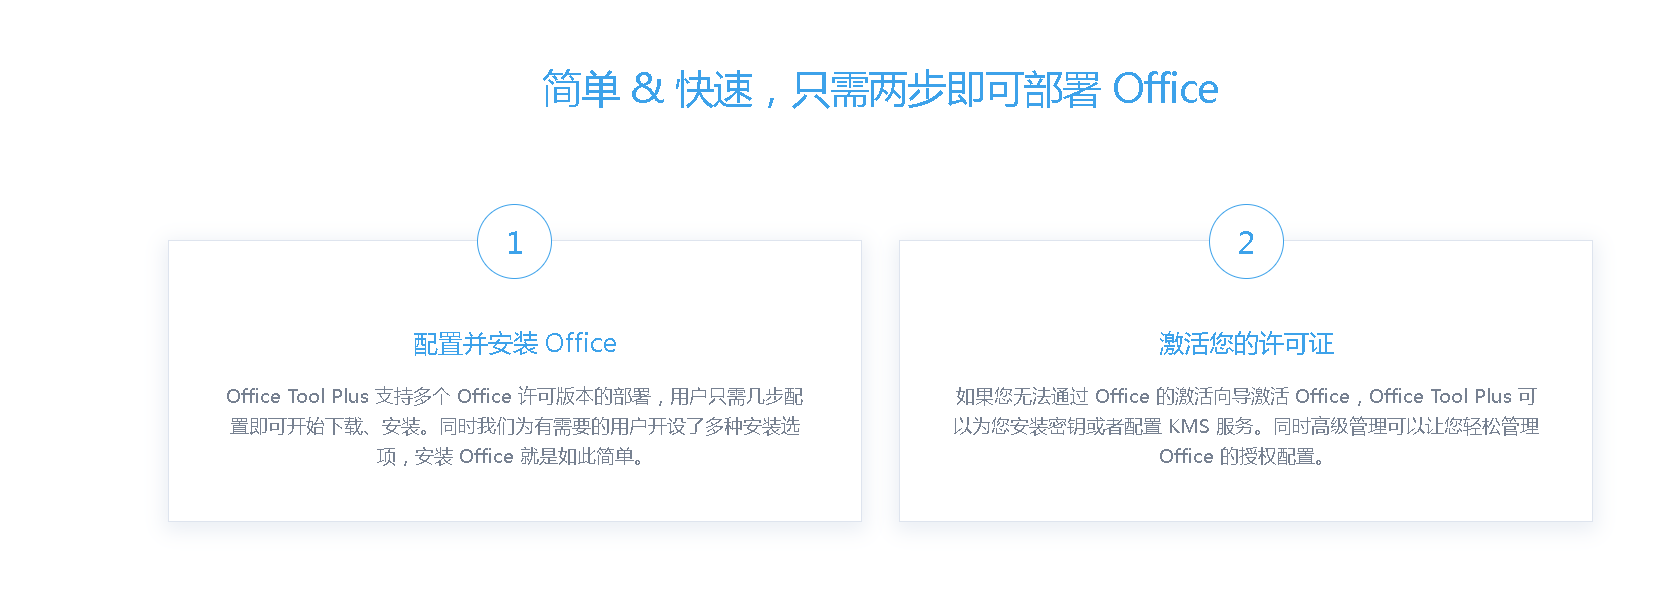 简单 & 快速，只需两步即可部署 Office
1
配置并安装 Office
Office Tool Plus 支持多个 Office 许可版本的部署，用户只需几步配
置即可开始下载、安装。同时我们为有需要的用户开设了多种安装选
项，安装 Office 就是如此简单。
2
激活您的许可证
如果您无法通过 Office 的激活向导激活 Office，Office Tool Plus 可
以为您安装密钥或者配置 KMS 服务。同时高级管理可以让您轻松管理
Office 的授权配置。